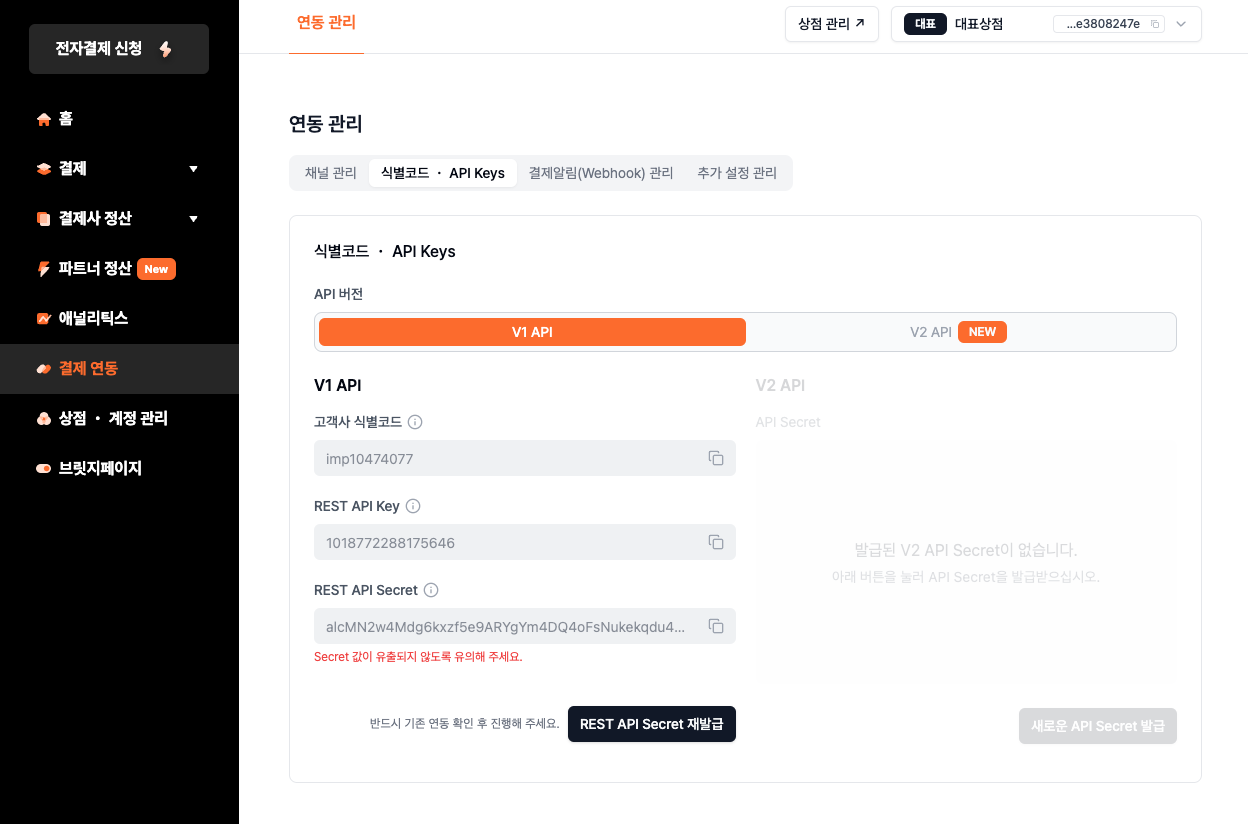 전자결제 신청
홈
결제
결제사 정산
파트너 정산 New
애널리틱스
결제 연동
상점 · 계정 관리
브릿지페이지
연동 관리
상점 관리 ↗
대표 대표상점 ...e3808247e
연동 관리
채널 관리 식별코드 · API Keys 결제알림(Webhook) 관리 추가 설정 관리
식별코드 · API Keys
API 버전
V1 API V2 API NEW
V1 API
고객사 식별코드
imp10474077
REST API Key
1018772288175646
REST API Secret
alcMN2w4Mdg6kxzf5e9ARYgYm4DQ4oFsNukekqdu4...
Secret 값이 유출되지 않도록 유의해 주세요.
반드시 기존 연동 확인 후 진행해 주세요. REST API Secret 재발급
V2 API
API Secret
발급된 V2 API Secret이 없습니다.
아래 버튼을 눌러 API Secret을 발급받으십시오.
새로운 API Secret 발급